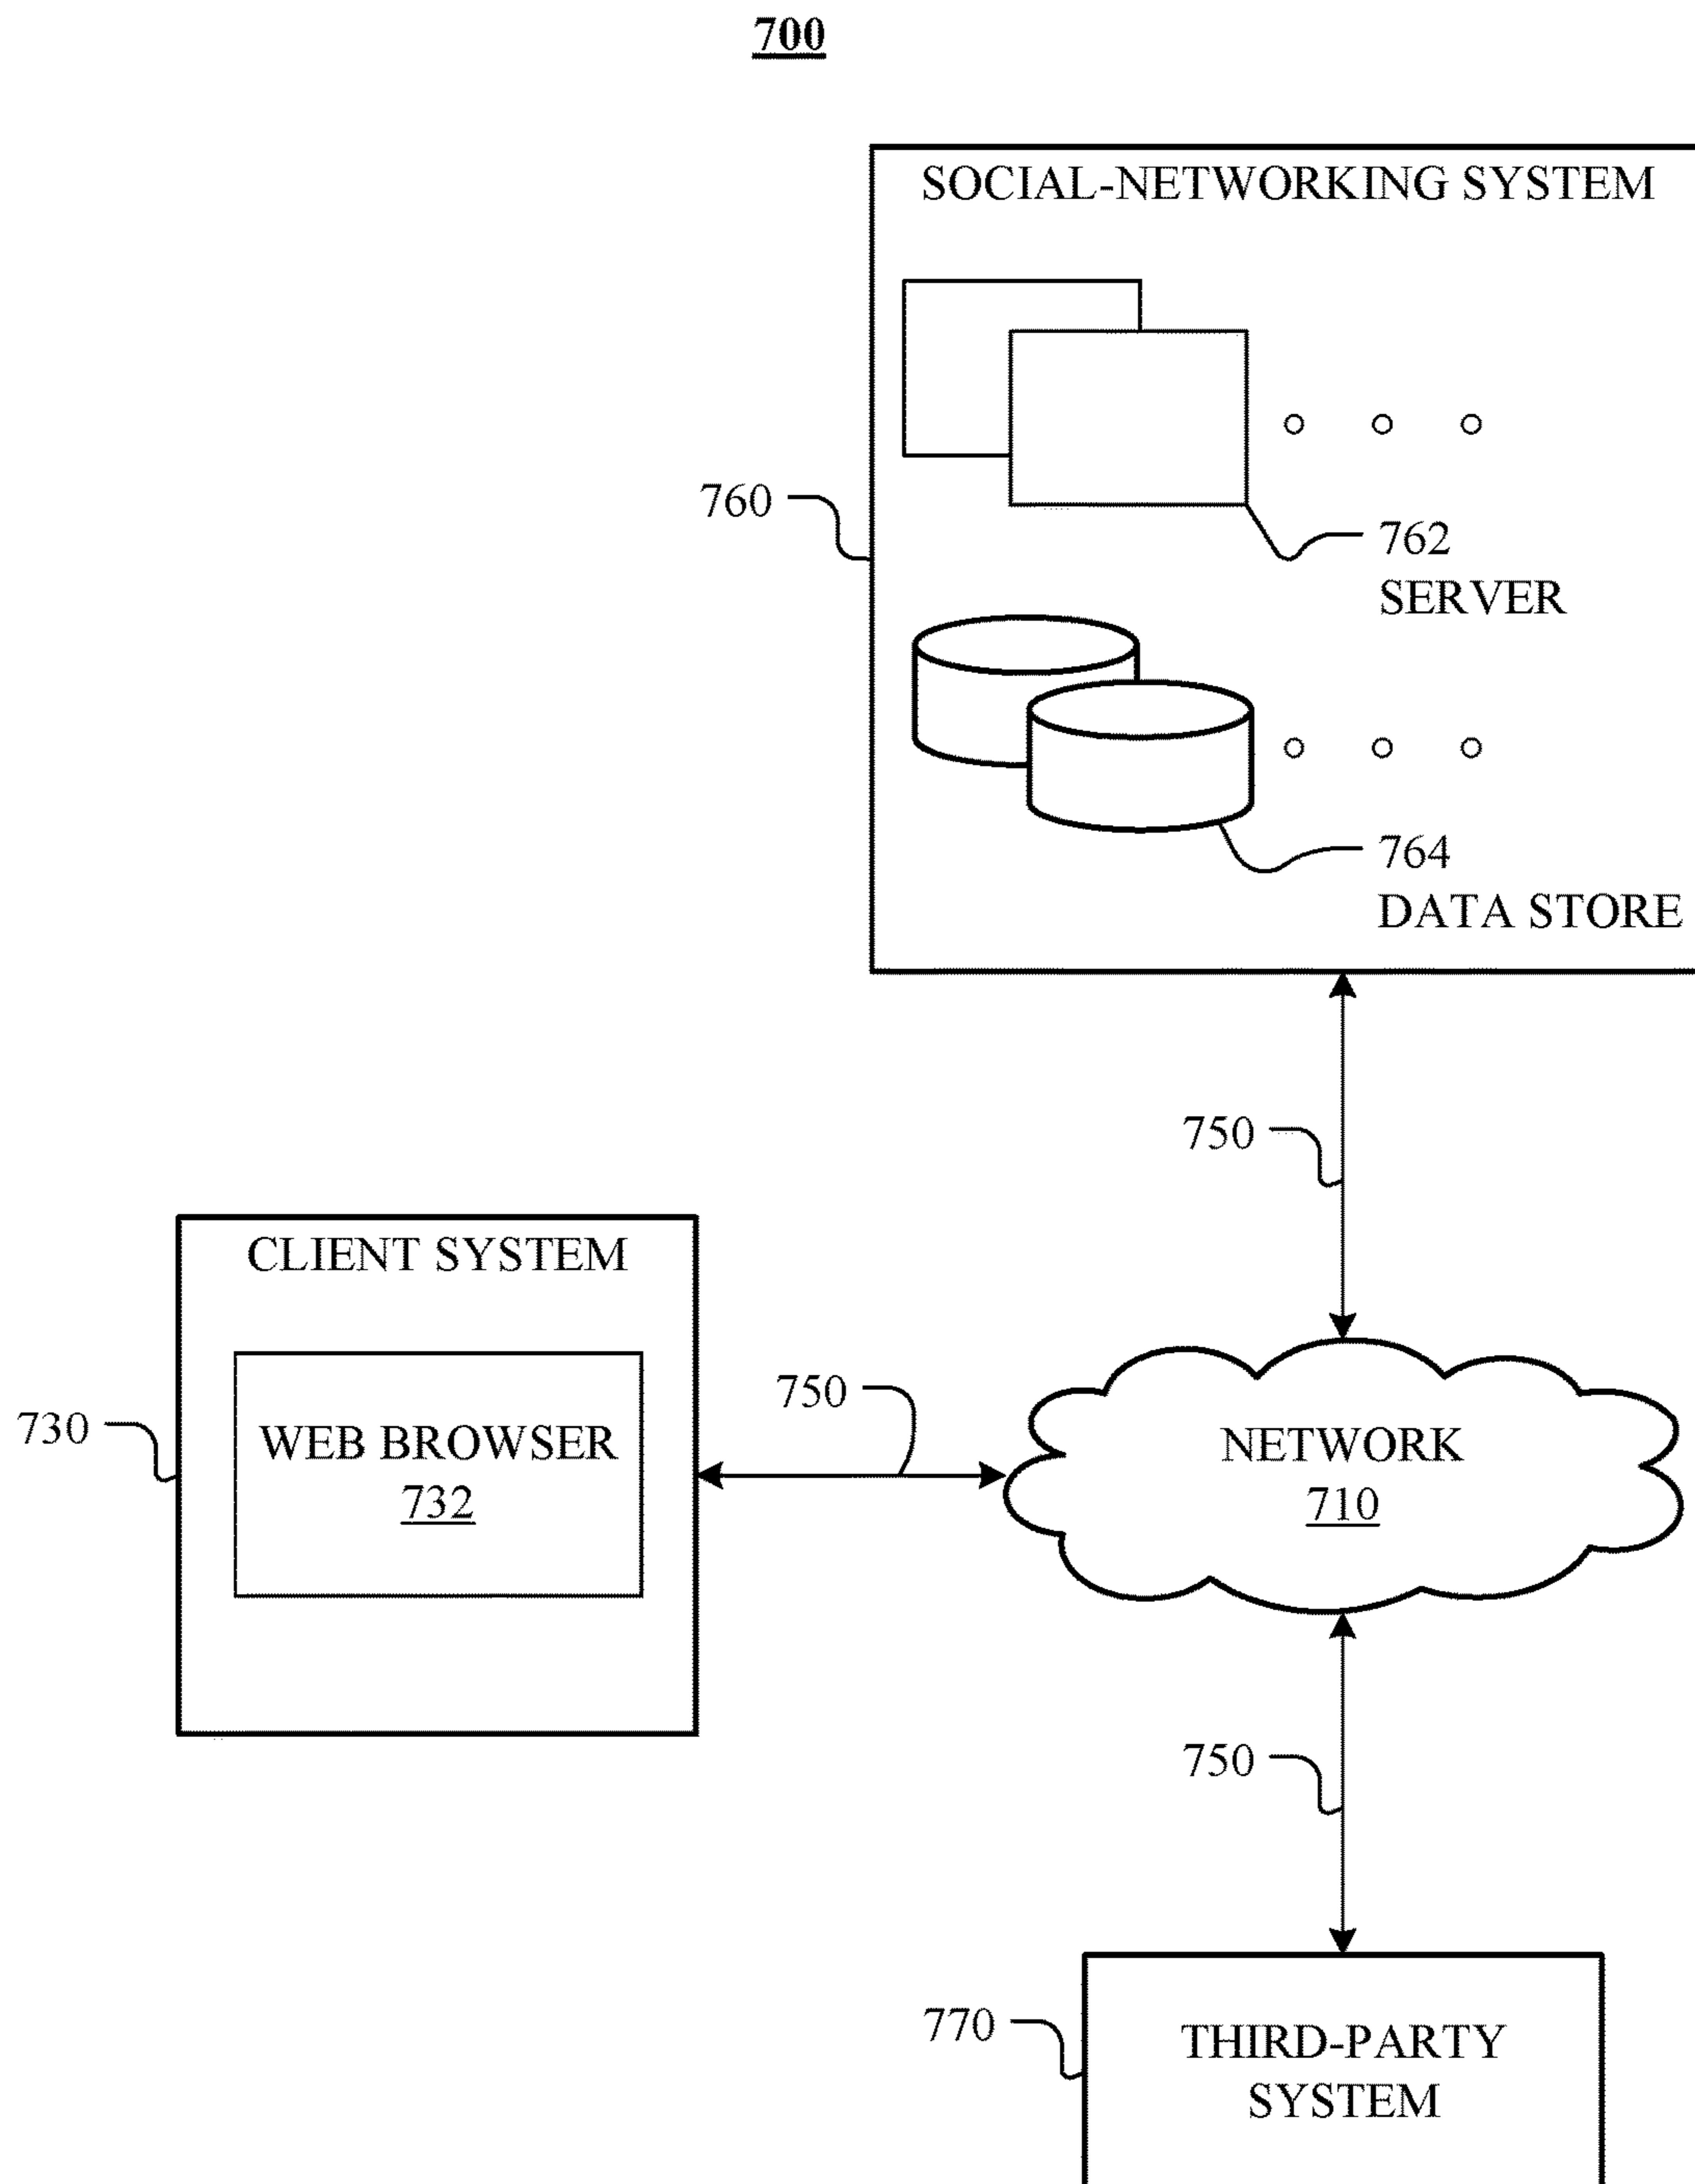 700
SOCIAL-NETWORKING SYSTEM
760
762
SERVER
764
DATA STORE
750
CLIENT SYSTEM
730
WEB BROWSER
732
750
NETWORK
710
750
770
THIRD-PARTY
SYSTEM